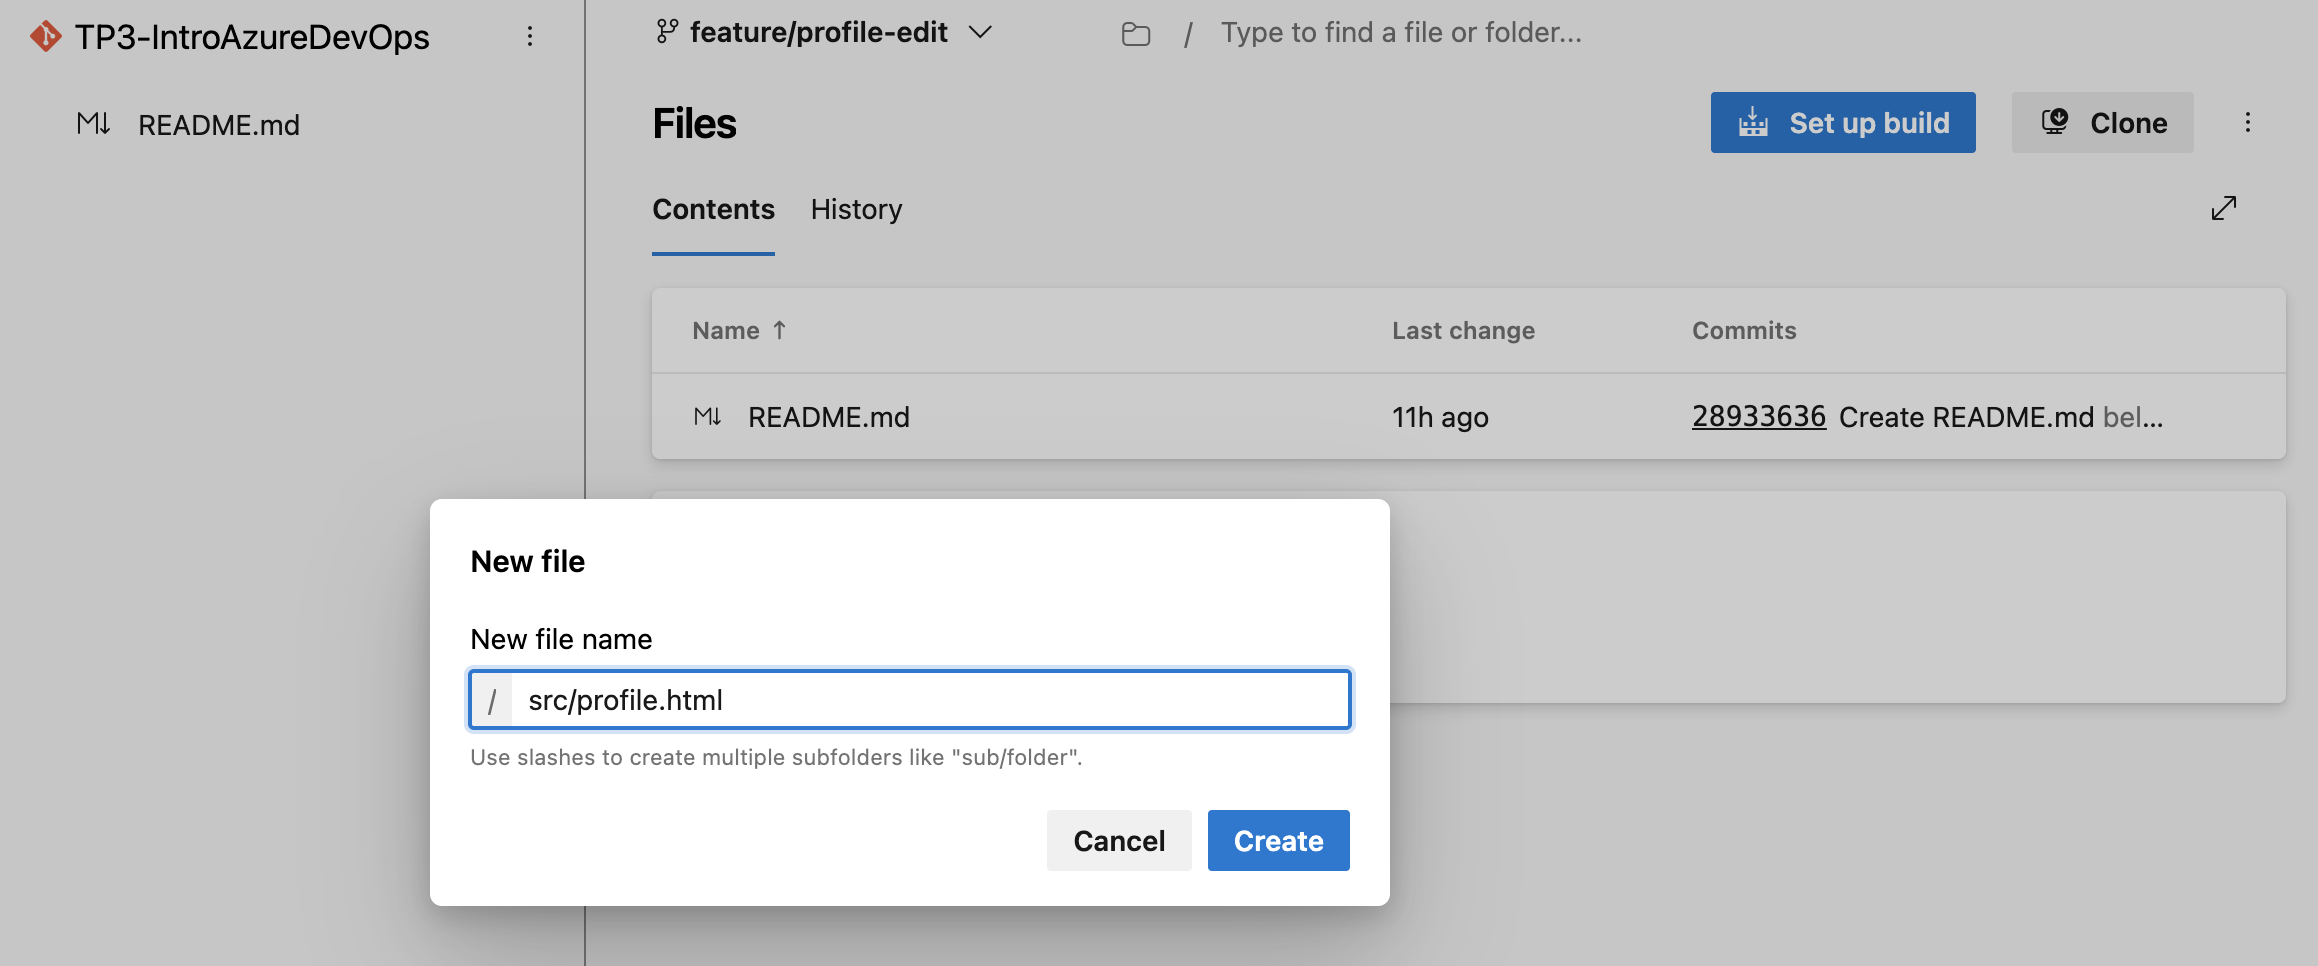 TP3-IntroAzureDevOps
README.md
feature/profile-edit
/ Type to find a file or folder...
Files
Set up build
Clone
Contents
History
Name ↑
Last change
Commits
README.md
11h ago
28933636 Create README.md bel...
New file
New file name
/ src/profile.html
Use slashes to create multiple subfolders like "sub/folder".
Cancel
Create